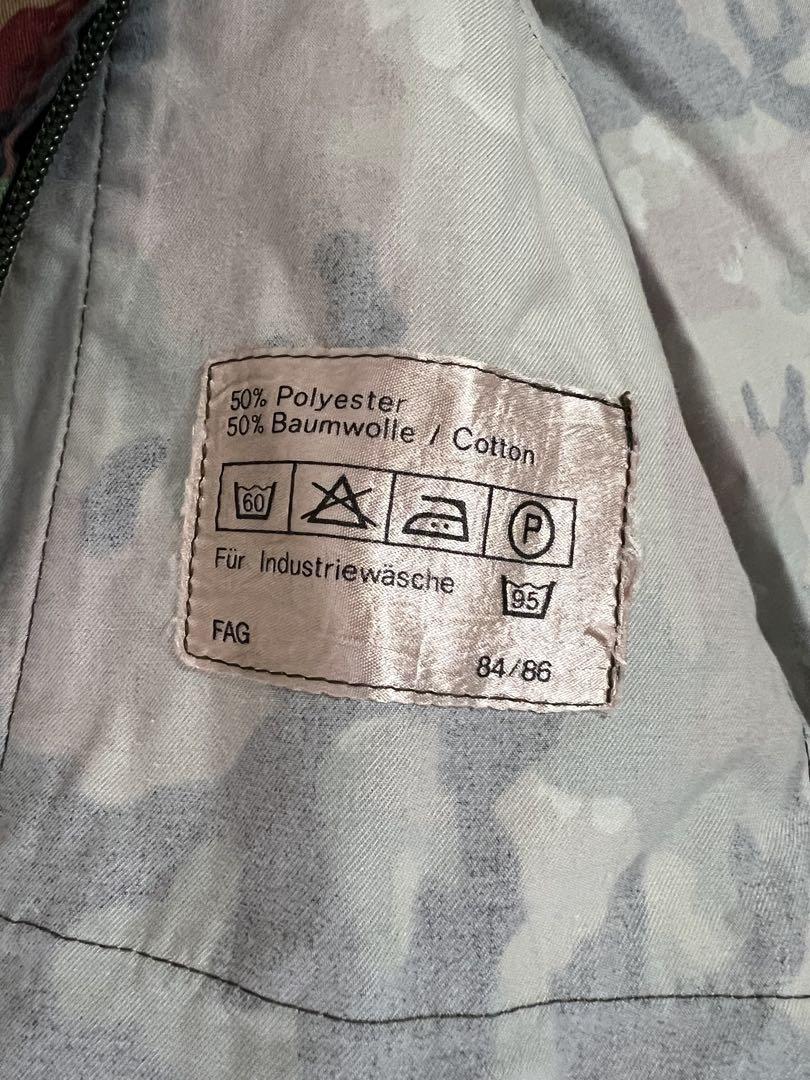 50% Polyester
50% Baumwolle / Cotton
60 P
Für Industriewäsche 95
FAG 84/86